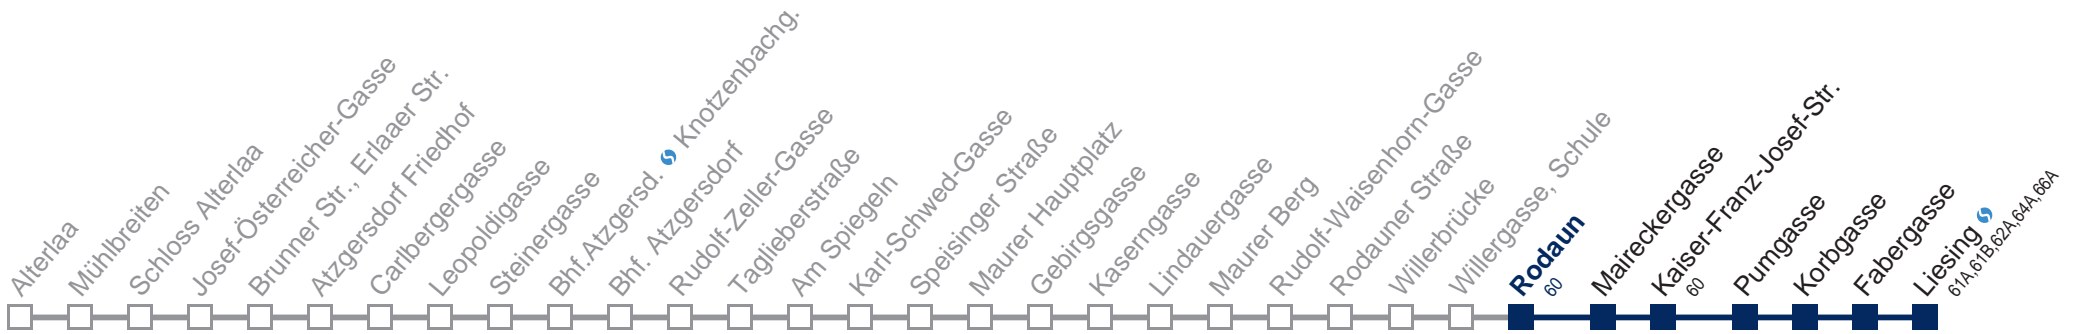 Alterlaa
Mühlbreiten
Schloss Alterlaa
Josef-Österreicher-Gasse
Brunner Str., Erlaaer Str.
Atzgersdorf Friedhof
Carlbergergasse
Leopoldigasse
Steinergasse
Bhf.Atzgersd. Knotzenbachg.
Bhf. Atzgersdorf
Rudolf-Zeller-Gasse
Taglieberstraße
Am Spiegeln
Karl-Schwed-Gasse
Speisinger Straße
Maurer Hauptplatz
Gebirgsgasse
Kaserngasse
Lindauergasse
Maurer Berg
Rudolf-Waisenhorn-Gasse
Rodauner Straße
Willerbrücke
Willergasse, Schule
Rodaun
60
Maireckergasse
Kaiser-Franz-Josef-Str.
60
Pumgasse
Korbgasse
Fabergasse
Liesing
61A,61B,62A,64A,66A